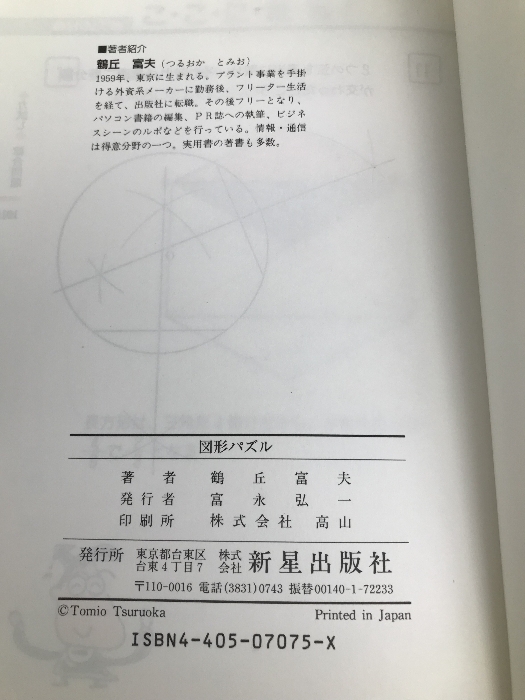 ■著者紹介
鶴丘 富夫(つるおか とみお)
1959年、東京に生まれる。プラント事業を手掛
ける外資系メーカーに勤務後、フリーター生活
を経て、出版社に転職。その後フリーとなり、
パソコン書籍の編集、PR誌への執筆、ビジネ
スシーンのルポなどを行っている。情報・通信
は得意分野の一つ。実用書の著書も多数。
図形パズル
著者 鶴丘富夫
発行者 富永弘一
印刷所 株式会社 高山
発行所 東京都台東区台東4丁目7 株式会社 新星出版社
〒110-0016 電話(3831)0743 振替00140-1-72233
©Tomio Tsuruoka Printed in Japan
ISBN4-405-07075-X